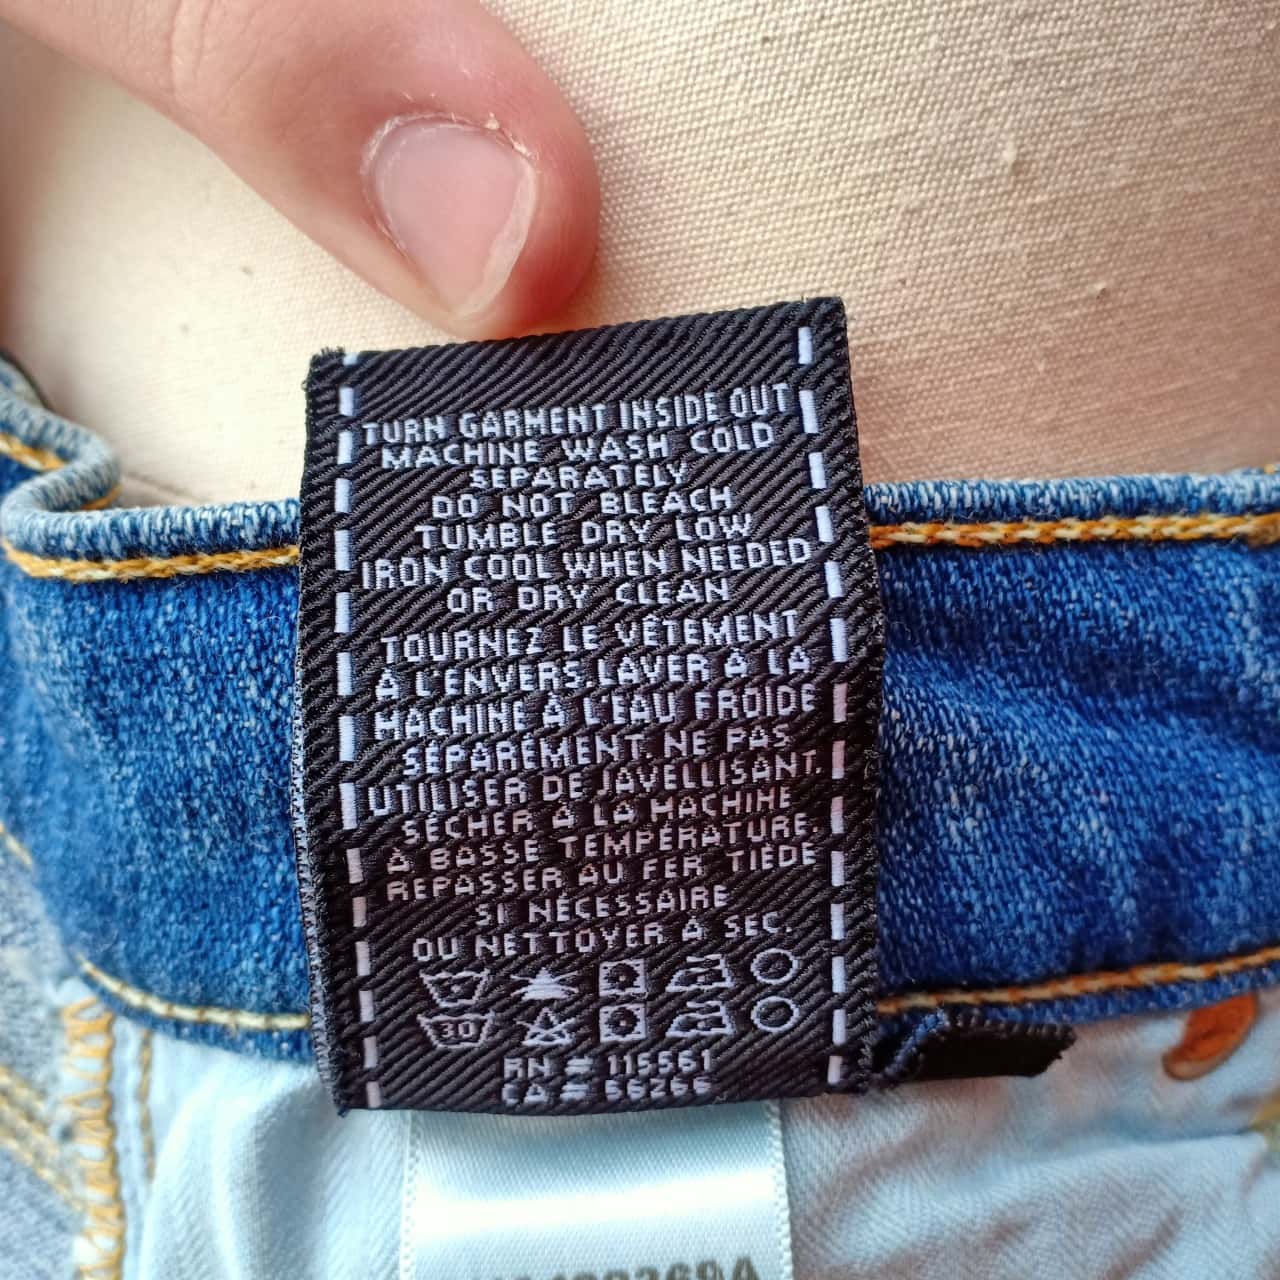 TURN GARMENT INSIDE OUT
MACHINE WASH COLD
SEPARATELY
DO NOT BLEACH
TUMBLE DRY LOW
IRON COOL WHEN NEEDED
OR DRY CLEAN
TOURNEZ LE VÊTEMENT
À L'ENVERS. LAVER À LA
MACHINE À L'EAU FROIDE
SÉPARÉMENT. NE PAS
UTILISER DE JAVELLISANT.
SÉCHER À LA MACHINE
À BASSE TEMPÉRATURE.
REPASSER AU FER TIÈDE
SI NÉCESSAIRE
OU NETTOYER À SEC.
30
RN # 115561
CA # 56266